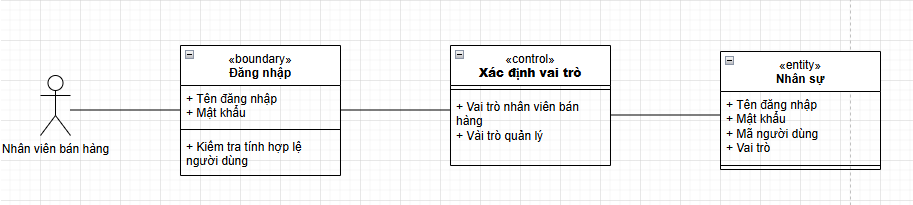 Nhân viên bán hàng
«boundary»
Đăng nhập
+ Tên đăng nhập
+ Mật khẩu
+ Kiểm tra tính hợp lệ
người dùng
«control»
Xác định vai trò
+ Vai trò nhân viên bán
hàng
+ Vải trò quản lý
«entity»
Nhân sự
+ Tên đăng nhập
+ Mật khẩu
+ Mã người dùng
+ Vai trò